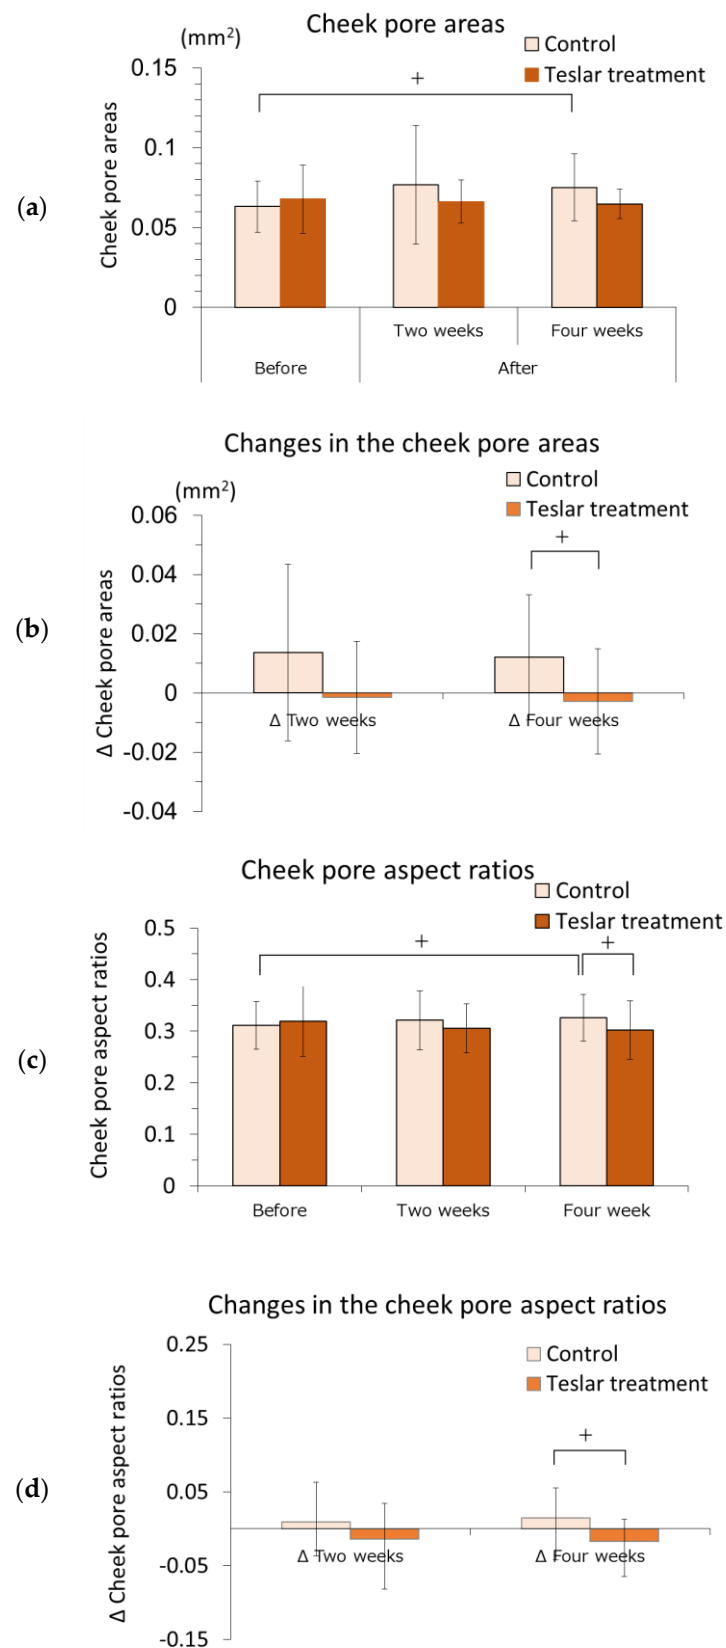 Cheek pore areas
(mm²)
Control
Teslar treatment
0.15
0.1
0.05
0
Cheek pore areas
+
(a)
Two weeks
Four weeks
Before
After
Changes in the cheek pore areas
(mm²)
Control
Teslar treatment
0.06
0.04
0.02
0
-0.02
-0.04
Δ Cheek pore areas
+
(b)
Δ Two weeks
Δ Four weeks
Cheek pore aspect ratios
Control
Teslar treatment
0.5
0.4
0.3
0.2
0.1
0
Cheek pore aspect ratios
+
+
(c)
Before
Two weeks
Four week
Changes in the cheek pore aspect ratios
Control
Teslar treatment
0.25
0.15
0.05
-0.05
-0.15
Δ Cheek pore aspect ratios
+
(d)
Δ Two weeks
Δ Four weeks